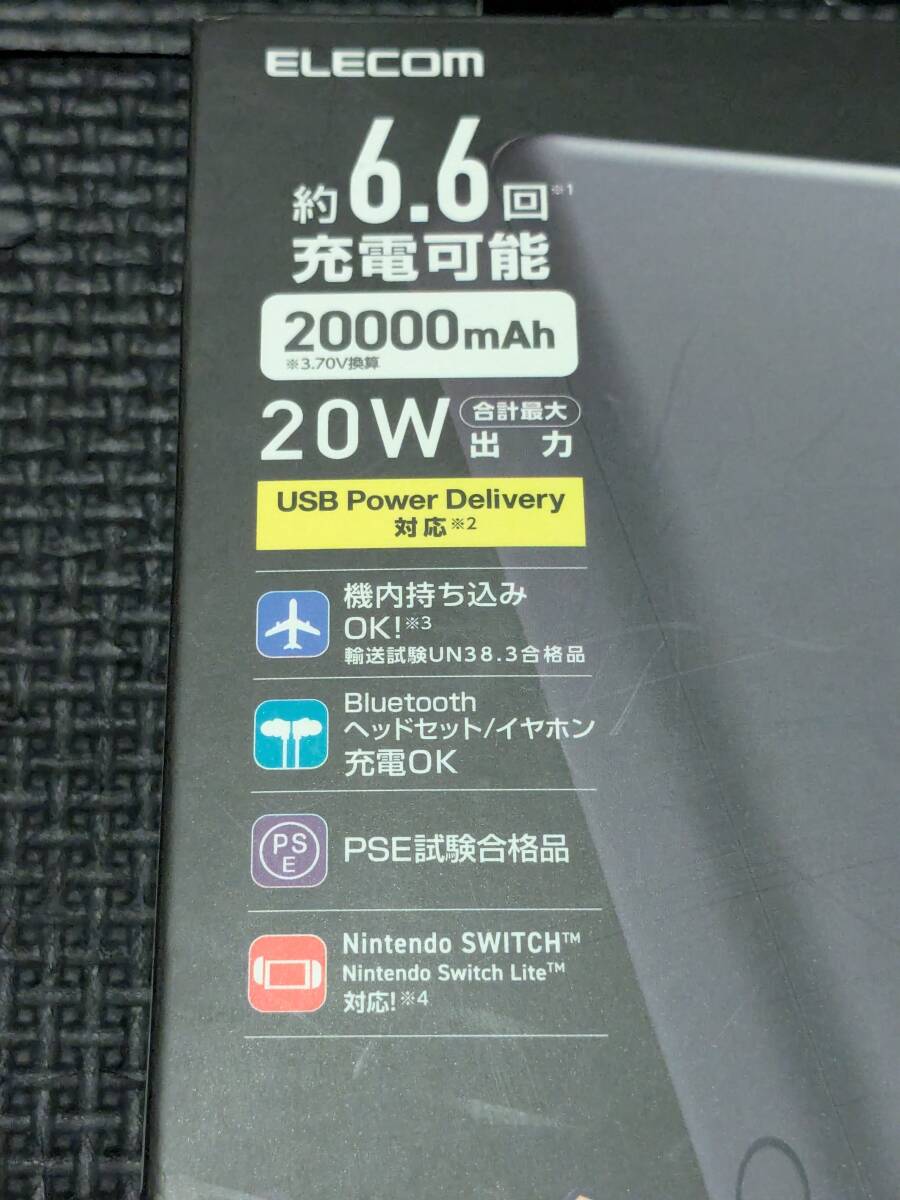 ELECOM
約6.6回※1
充電可能
20000mAh
※3.70V換算
20W 合計最大
出力
USB Power Delivery
対応※2
機内持ち込み
OK!※3
輸送試験UN38.3合格品
Bluetooth
ヘッドセット/イヤホン
充電OK
PS
E
PSE試験合格品
Nintendo SWITCH™
Nintendo Switch Lite™
対応!※4